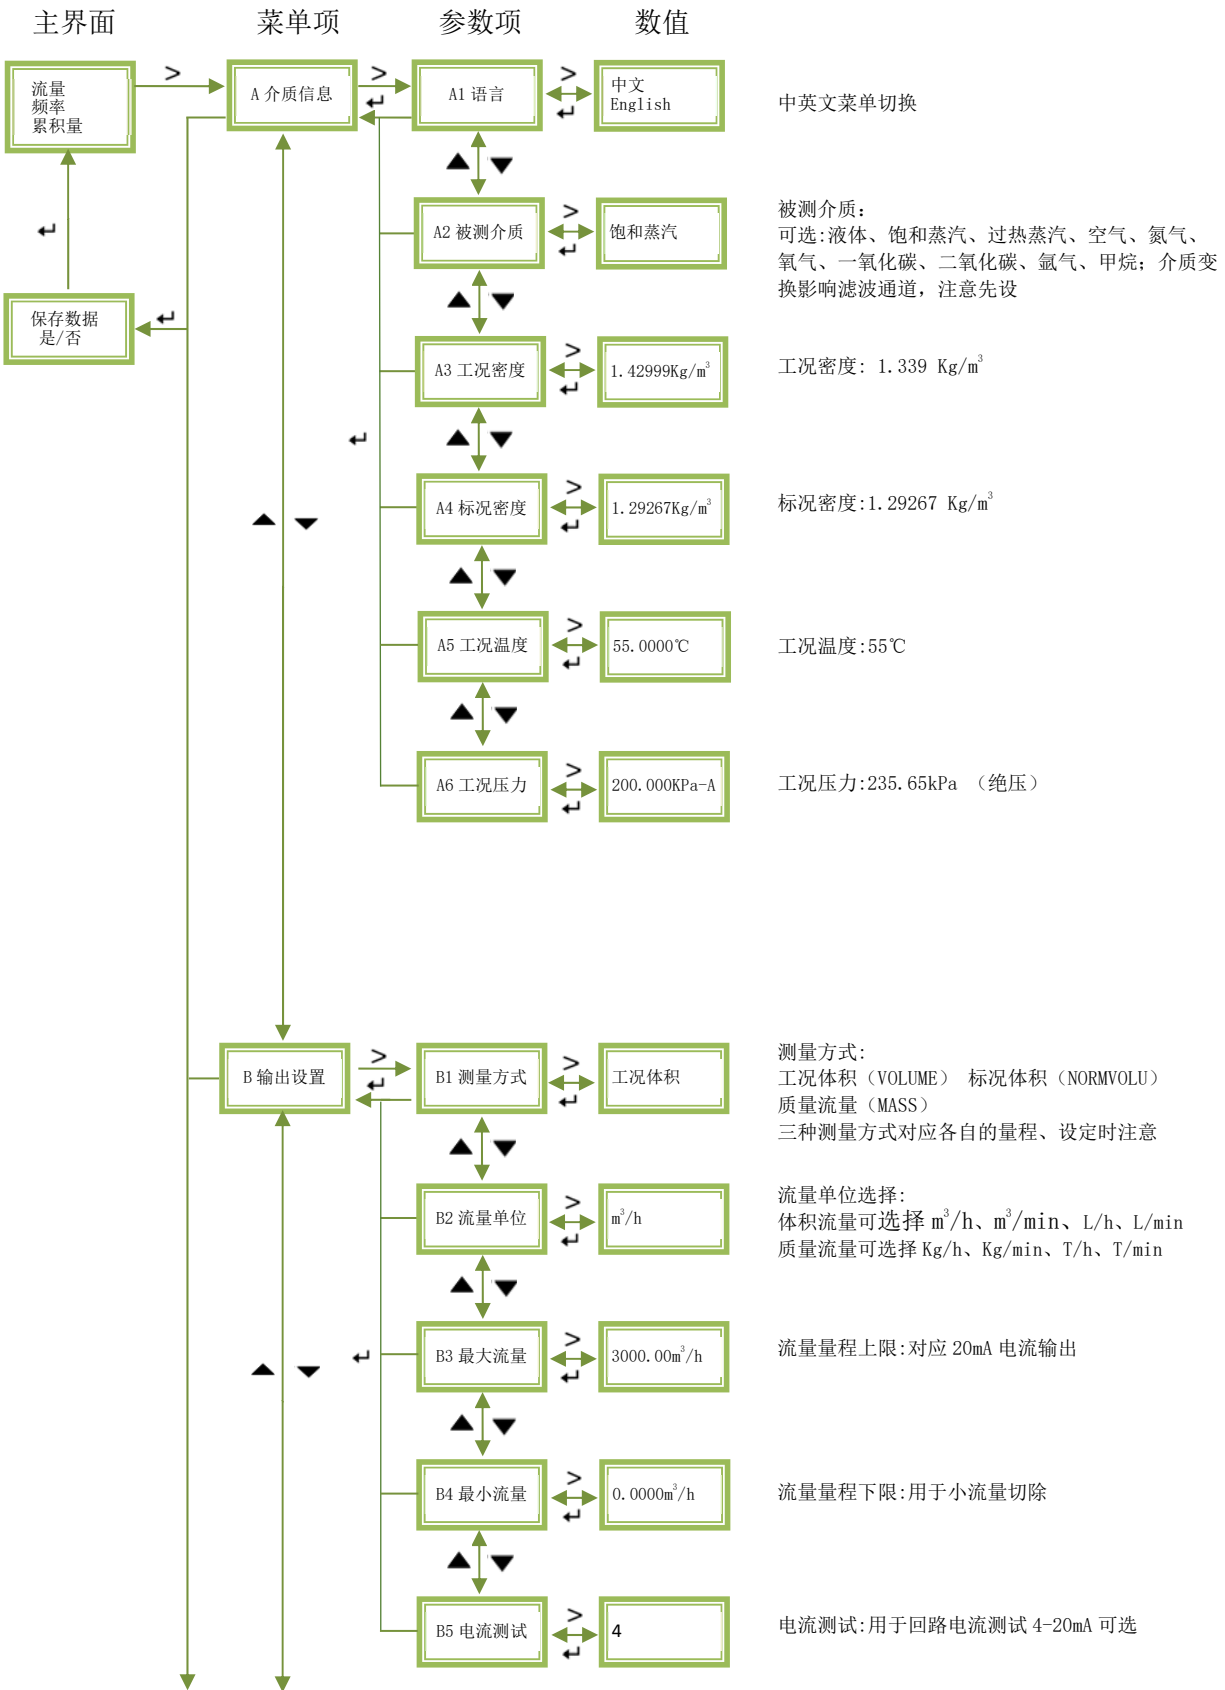 主界面 菜单项 参数项 数值
流量
频率
累积量
>
A 介质信息
>
A1 语言
>
中文
English
中英文菜单切换
A2 被测介质
>
饱和蒸汽
被测介质：
可选:液体、饱和蒸汽、过热蒸汽、空气、氮气、
氧气、一氧化碳、二氧化碳、氩气、甲烷；介质变
换影响滤波通道，注意先设
保存数据
是/否
A3 工况密度
>
1.42999Kg/m³
工况密度: 1.339 Kg/m³
A4 标况密度
>
1.29267Kg/m³
标况密度:1.29267 Kg/m³
A5 工况温度
>
55.0000℃
工况温度:55℃
A6 工况压力
>
200.000KPa-A
工况压力:235.65kPa （绝压）
B 输出设置
>
B1 测量方式
>
工况体积
测量方式:
工况体积（VOLUME） 标况体积（NORMVOLU）
质量流量（MASS）
三种测量方式对应各自的量程、设定时注意
B2 流量单位
>
m³/h
流量单位选择:
体积流量可选择 m³/h、m³/min、L/h、L/min
质量流量可选择 Kg/h、Kg/min、T/h、T/min
B3 最大流量
>
3000.00m³/h
流量量程上限:对应 20mA 电流输出
B4 最小流量
>
0.0000m³/h
流量量程下限:用于小流量切除
B5 电流测试
>
4
电流测试:用于回路电流测试 4-20mA 可选